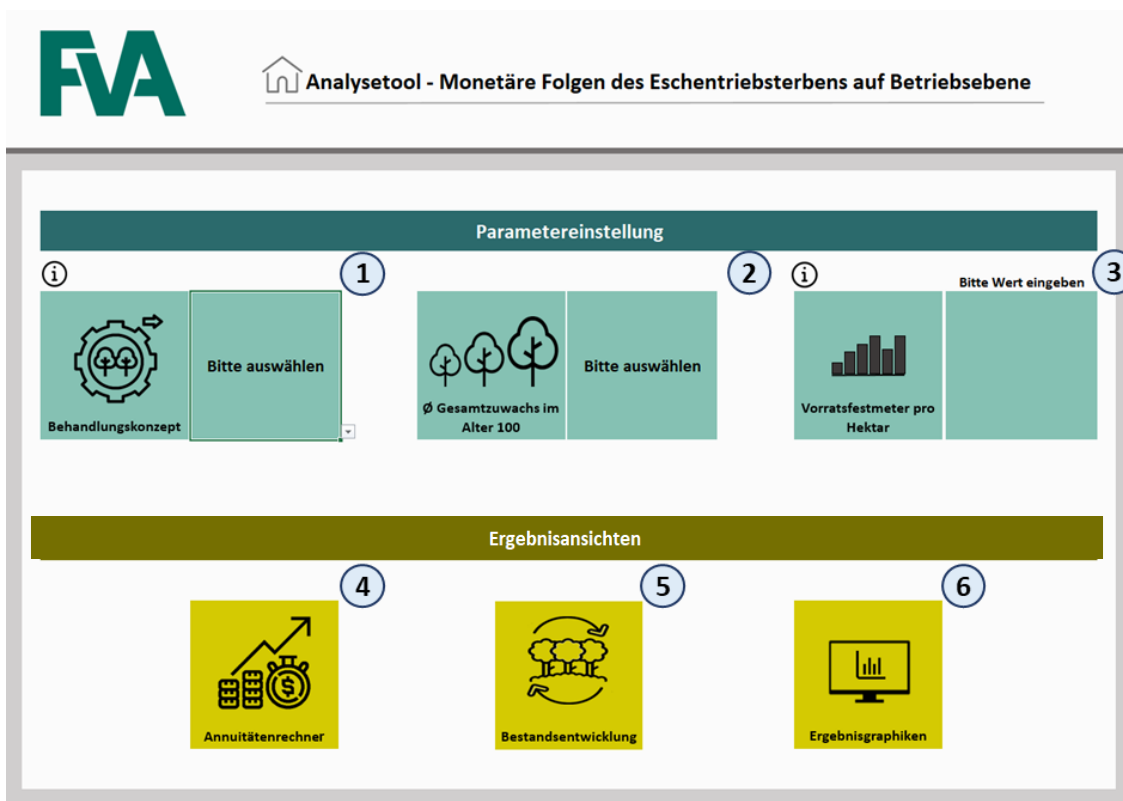 FVA
Analysetool - Monetäre Folgen des Eschentriebsterbens auf Betriebsebene
Parametereinstellung
i
1
2
i
3
Bitte Wert eingeben
Bitte auswählen
Behandlungskonzept
Bitte auswählen
Ø Gesamtzuwachs im
Alter 100
Vorratsfestmeter pro
Hektar
Ergebnisansichten
4
5
6
$
Annuitätenrechner
Bestandsentwicklung
Ergebnisgraphiken